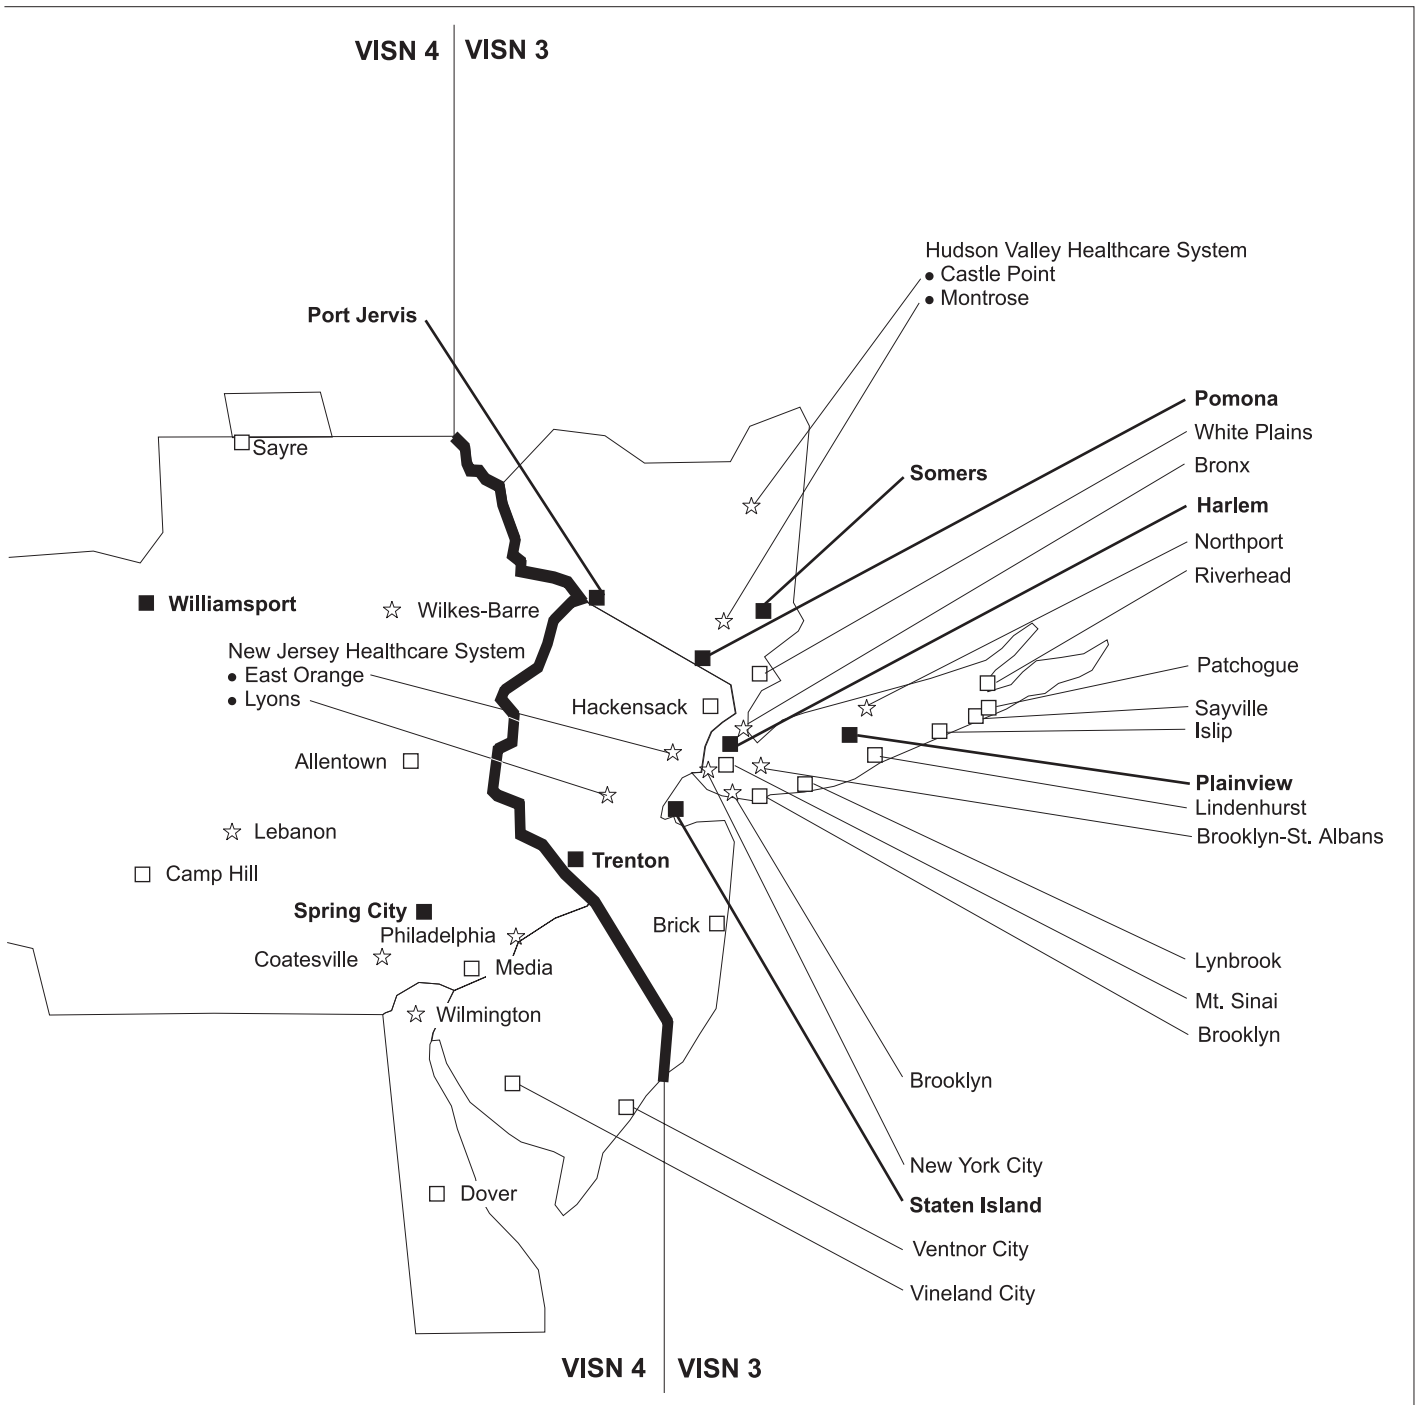 VISN 4
VISN 3
Hudson Valley Healthcare System
• Castle Point
• Montrose
Port Jervis
Pomona
White Plains
Bronx
Somers
Harlem
Northport
Riverhead
Sayre
Williamsport
Wilkes-Barre
New Jersey Healthcare System
• East Orange
• Lyons
Hackensack
Patchogue
Sayville
Islip
Allentown
Plainview
Lindenhurst
Brooklyn-St. Albans
Lebanon
Trenton
Camp Hill
Spring City
Brick
Philadelphia
Coatesville
Media
Lynbrook
Mt. Sinai
Wilmington
Brooklyn
Brooklyn
New York City
Dover
Staten Island
Ventnor City
Vineland City
VISN 4
VISN 3